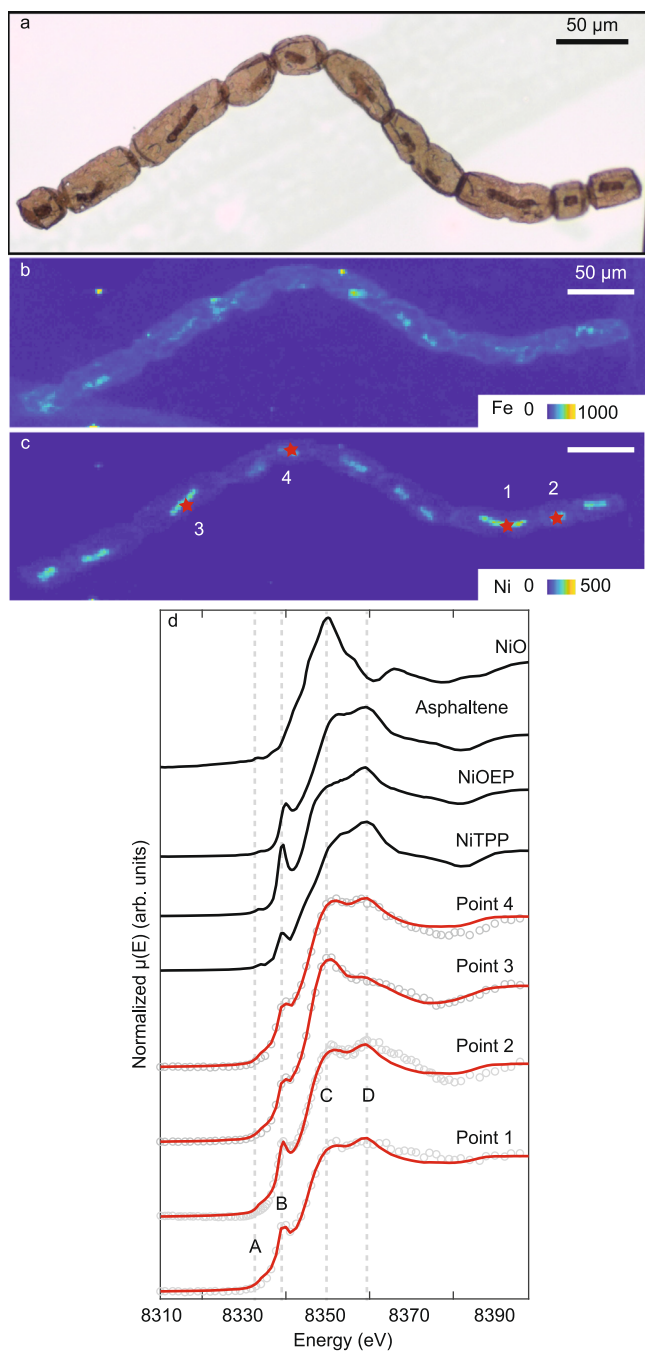 a
50 µm
b
50 µm
Fe 0 1000
c
4
1
2
3
Ni 0 500
d
NiO
Asphaltene
NiOEP
NiTPP
Point 4
Point 3
Point 2
C D
Point 1
B
A
Normalized µ(E) (arb. units)
8310 8330 8350 8370 8390
Energy (eV)